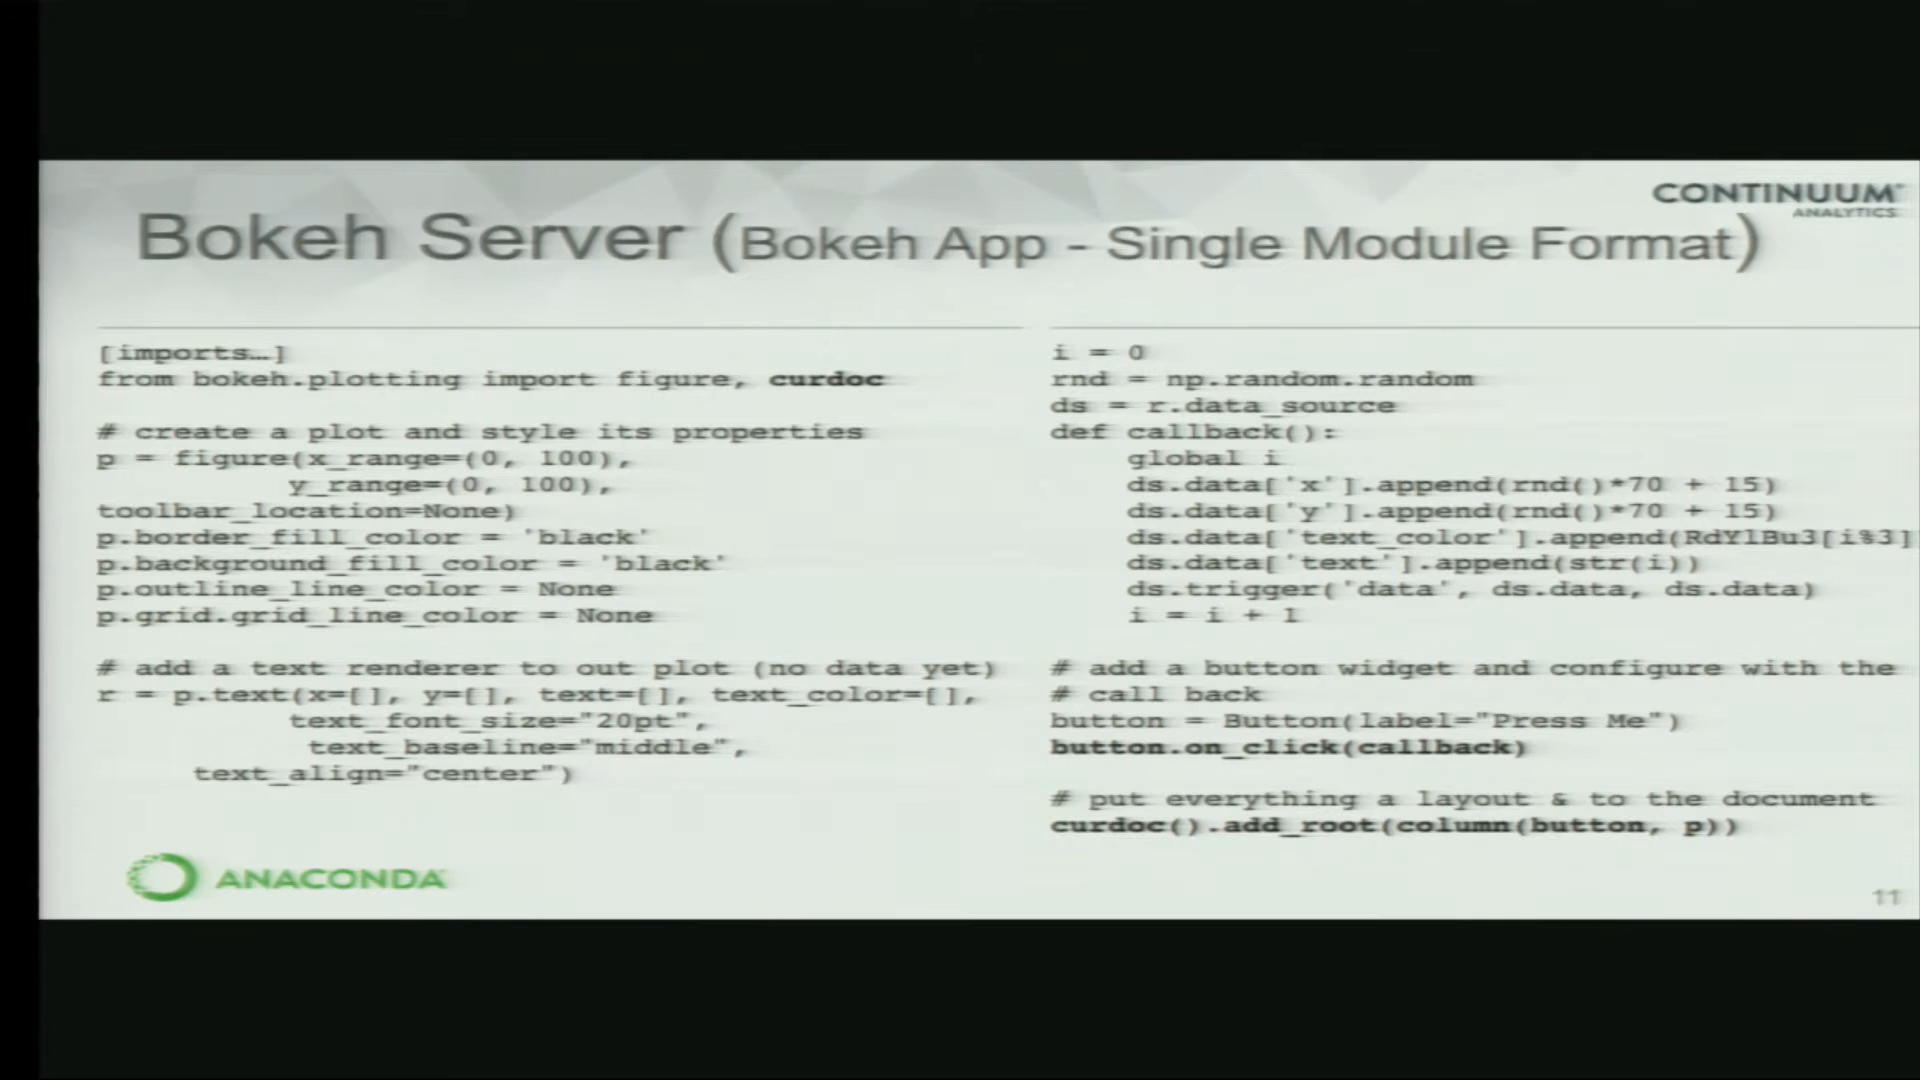 CONTINUUM
ANALYTICS
Bokeh Server (Bokeh App - Single Module Format)
[imports…]
from bokeh.plotting import figure, curdoc
# create a plot and style its properties
p = figure(x_range=(0, 100),
y_range=(0, 100),
toolbar_location=None)
p.border_fill_color = 'black'
p.background_fill_color = 'black'
p.outline_line_color = None
p.grid.grid_line_color = None
# add a text renderer to out plot (no data yet)
r = p.text(x=[], y=[], text=[], text_color=[],
text_font_size="20pt",
text_baseline="middle",
text_align="center")
i = 0
rnd = np.random.random
ds = r.data_source
def callback():
global i
ds.data['x'].append(rnd()*70 + 15)
ds.data['y'].append(rnd()*70 + 15)
ds.data['text_color'].append(RdYlBu3[i%3]
ds.data['text'].append(str(i))
ds.trigger('data', ds.data, ds.data)
i = i + 1
# add a button widget and configure with the
# call back
button = Button(label="Press Me")
button.on_click(callback)
# put everything a layout & to the document
curdoc().add_root(column(button, p))
ANACONDA
11